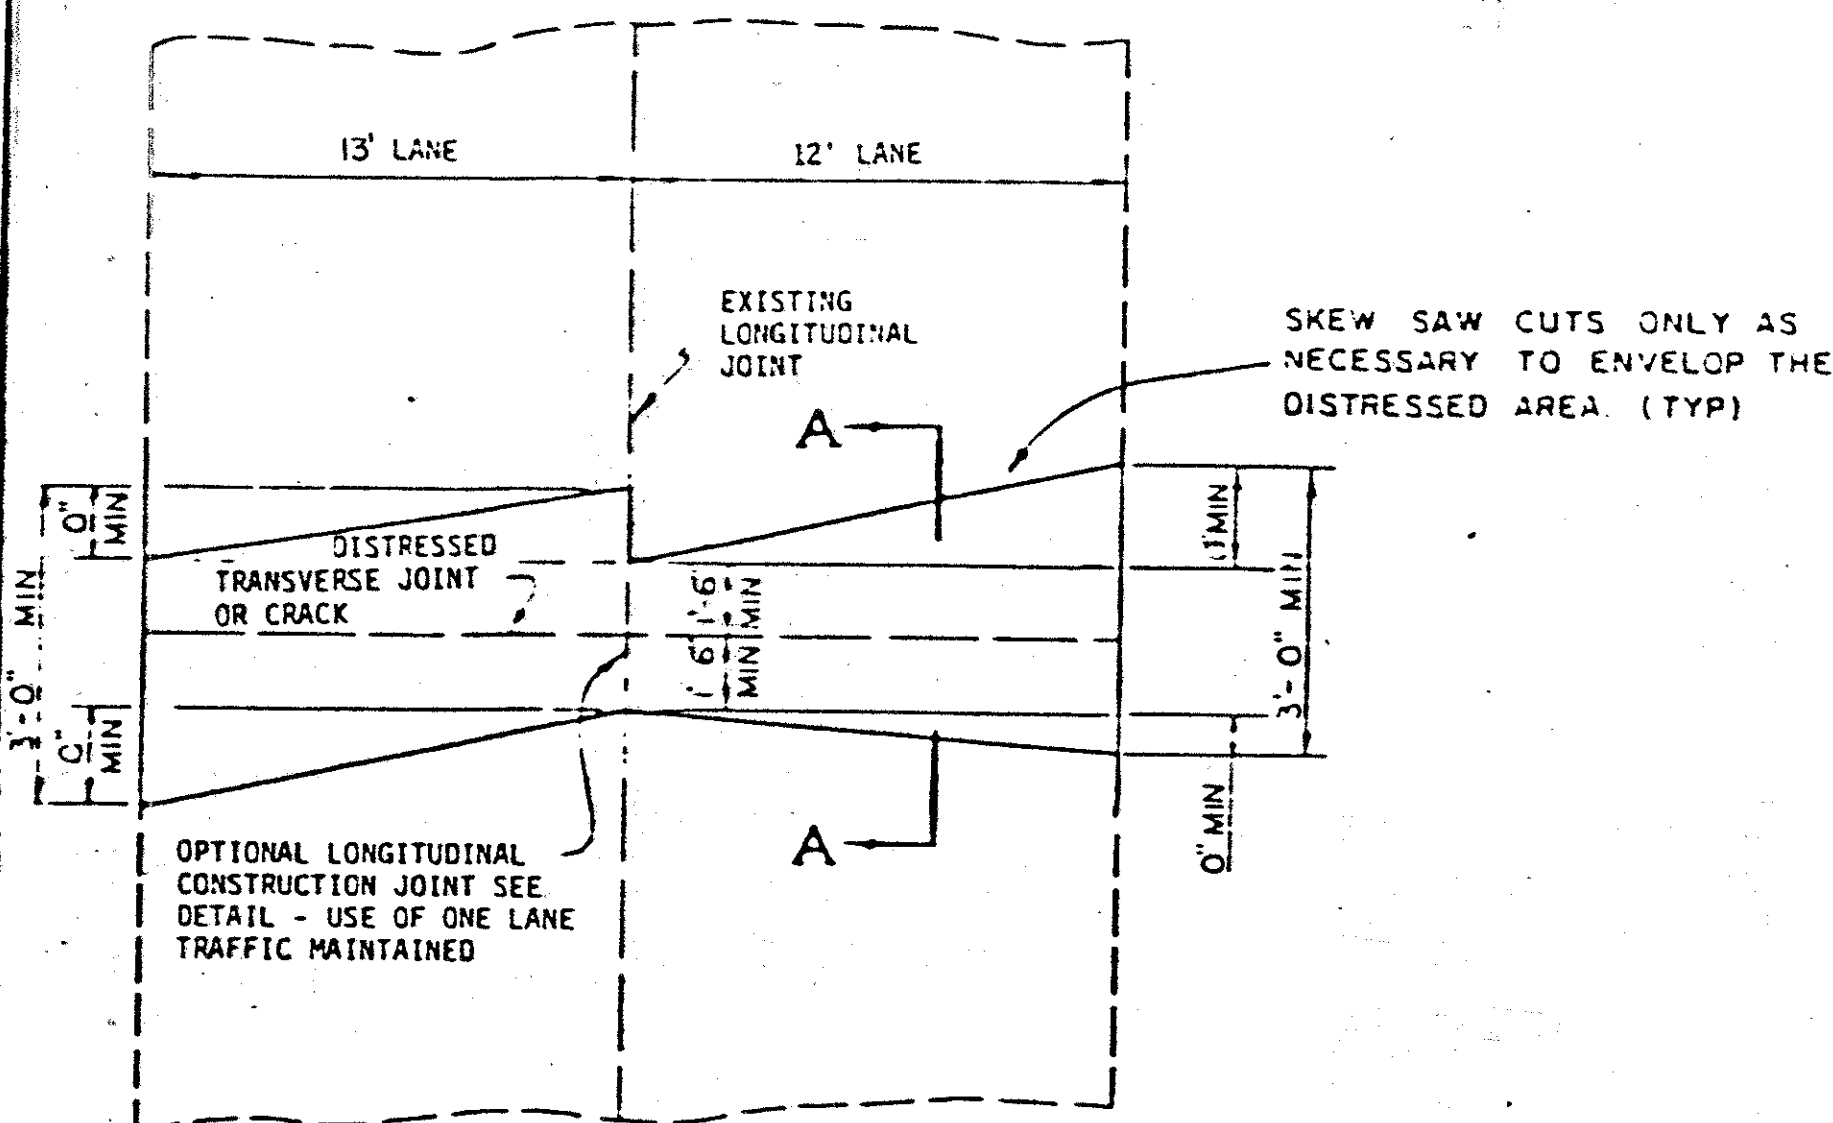 13' LANE
12' LANE
EXISTING
LONGITUDINAL
JOINT
SKEW SAW CUTS ONLY AS
NECESSARY TO ENVELOP THE
DISTRESSED AREA. (TYP)
A
0"
MIN
3'-0" MIN
DISTRESSED
TRANSVERSE JOINT
OR CRACK
1'-6
MIN
1' 6
MIN
MIN
3'-0" MIN
MIN
0" MIN
A
OPTIONAL LONGITUDINAL
CONSTRUCTION JOINT SEE
DETAIL - USE OF ONE LANE
TRAFFIC MAINTAINED